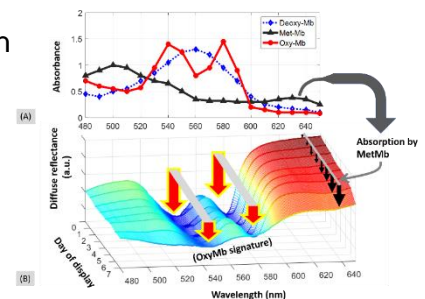 n
Absorbance
2
1.5
1
0.5
0
Deoxy-Mb
Met-Mb
Oxy-Mb
480 500 520 540 560 580 600 620 640
(A)
Absorption by
MetMb
Diffuse reflectance
(a.u.)
0
1
2
3
4
5
6
7
Day of display
(OxyMb signature)
480 500 520 540 560 580 600 620 640
(B)
Wavelength [nm]